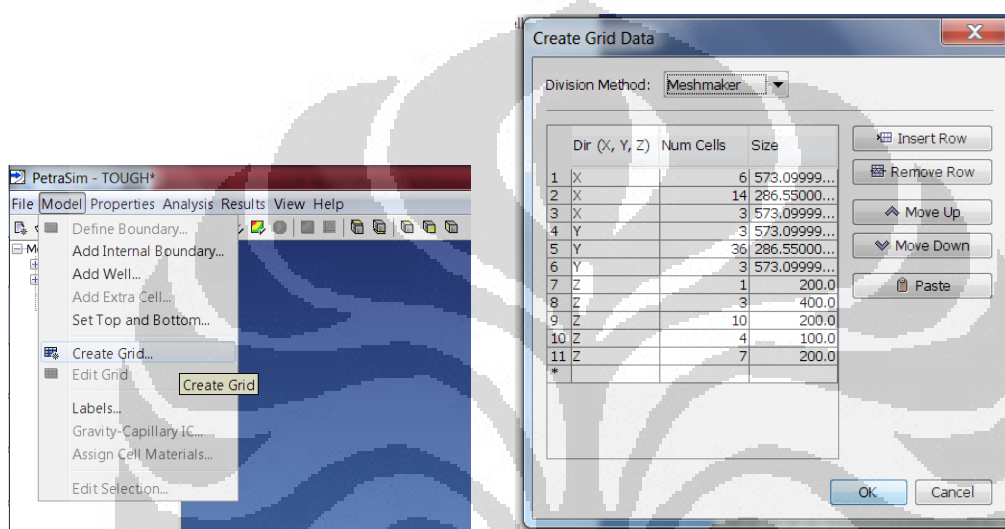 PetraSim - TOUGH*
File Model Properties Analysis Results View Help
Define Boundary...
Add Internal Boundary...
Add Well...
Add Extra Cell...
Set Top and Bottom...
Create Grid...
Edit Grid
Create Grid
Labels...
Gravity-Capillary IC...
Assign Cell Materials...
Edit Selection...
Create Grid Data
Division Method: Meshmaker
Dir (X, Y, Z) Num Cells Size
1 X 6 573.09999...
2 X 14 286.55000...
3 X 3 573.09999...
4 Y 3 573.09999...
5 Y 36 286.55000...
6 Y 3 573.09999...
7 Z 1 200.0
8 Z 3 400.0
9 Z 10 200.0
10 Z 4 100.0
11 Z 7 200.0
*
Insert Row
Remove Row
Move Up
Move Down
Paste
OK Cancel